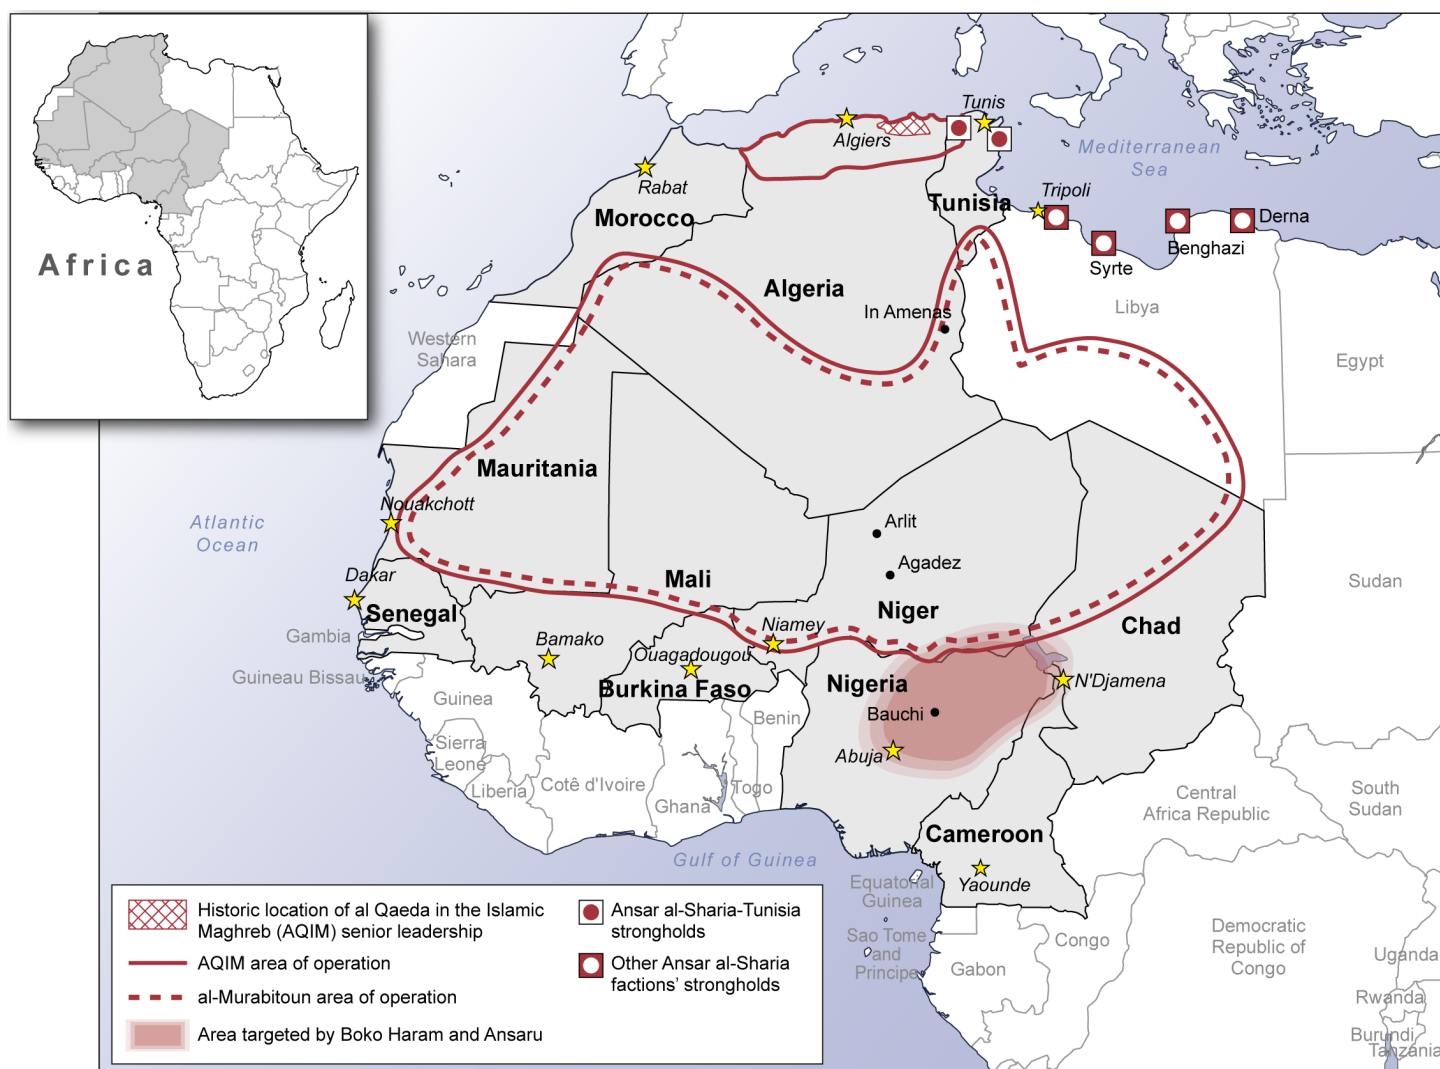 Africa
Tunis
Algiers
Mediterranean
Sea
Rabat
Tripoli
Morocco
Tunisia
Derna
Benghazi
Syrte
Algeria
In Amenas
Libya
Western
Sahara
Egypt
Mauritania
Nouakchott
Atlantic
Ocean
Arlit
Agadez
Dakar
Mali
Sudan
Senegal
Niger
Niamey
Chad
Gambia
Bamako
Ouagadougou
Guineau Bissau
Burkina Faso
Nigeria
N'Djamena
Guinea
Bauchi
Benin
Sierra
Leone
Abuja
Liberia
Cotê d'Ivoire
Togo
Ghana
Central
Africa Republic
South
Sudan
Cameroon
Gulf of Guinea
Yaounde
Equatorial
Guinea
Sao Tome
and
Principe
Congo
Gabon
Democratic
Republic of
Congo
Uganda
Rwanda
Burundi
Tanzania
Historic location of al Qaeda in the Islamic
Maghreb (AQIM) senior leadership
AQIM area of operation
al-Murabitoun area of operation
Area targeted by Boko Haram and Ansaru
Ansar al-Sharia-Tunisia
strongholds
Other Ansar al-Sharia
factions' strongholds